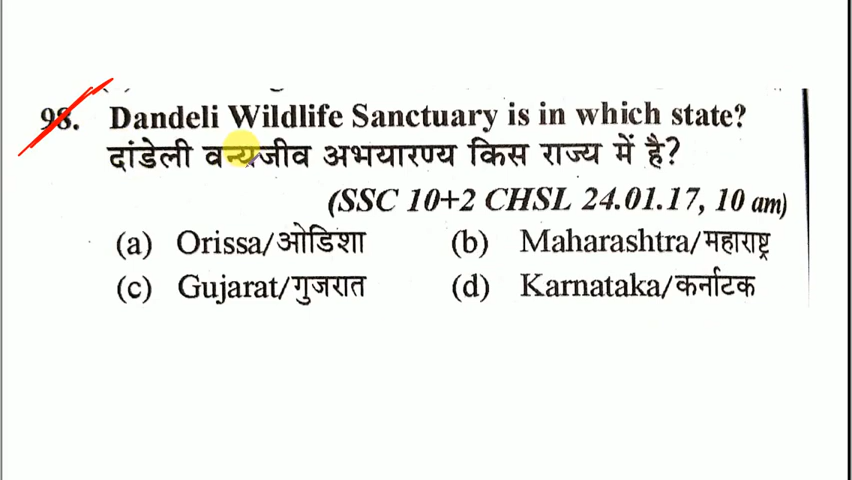 98. Dandeli Wildlife Sanctuary is in which state?
दांडेली वन्यजीव अभयारण्य किस राज्य में है?
(SSC 10+2 CHSL 24.01.17, 10 am)
(a) Orissa/ओडिशा (b) Maharashtra/महाराष्ट्र
(c) Gujarat/गुजरात (d) Karnataka/कर्नाटक